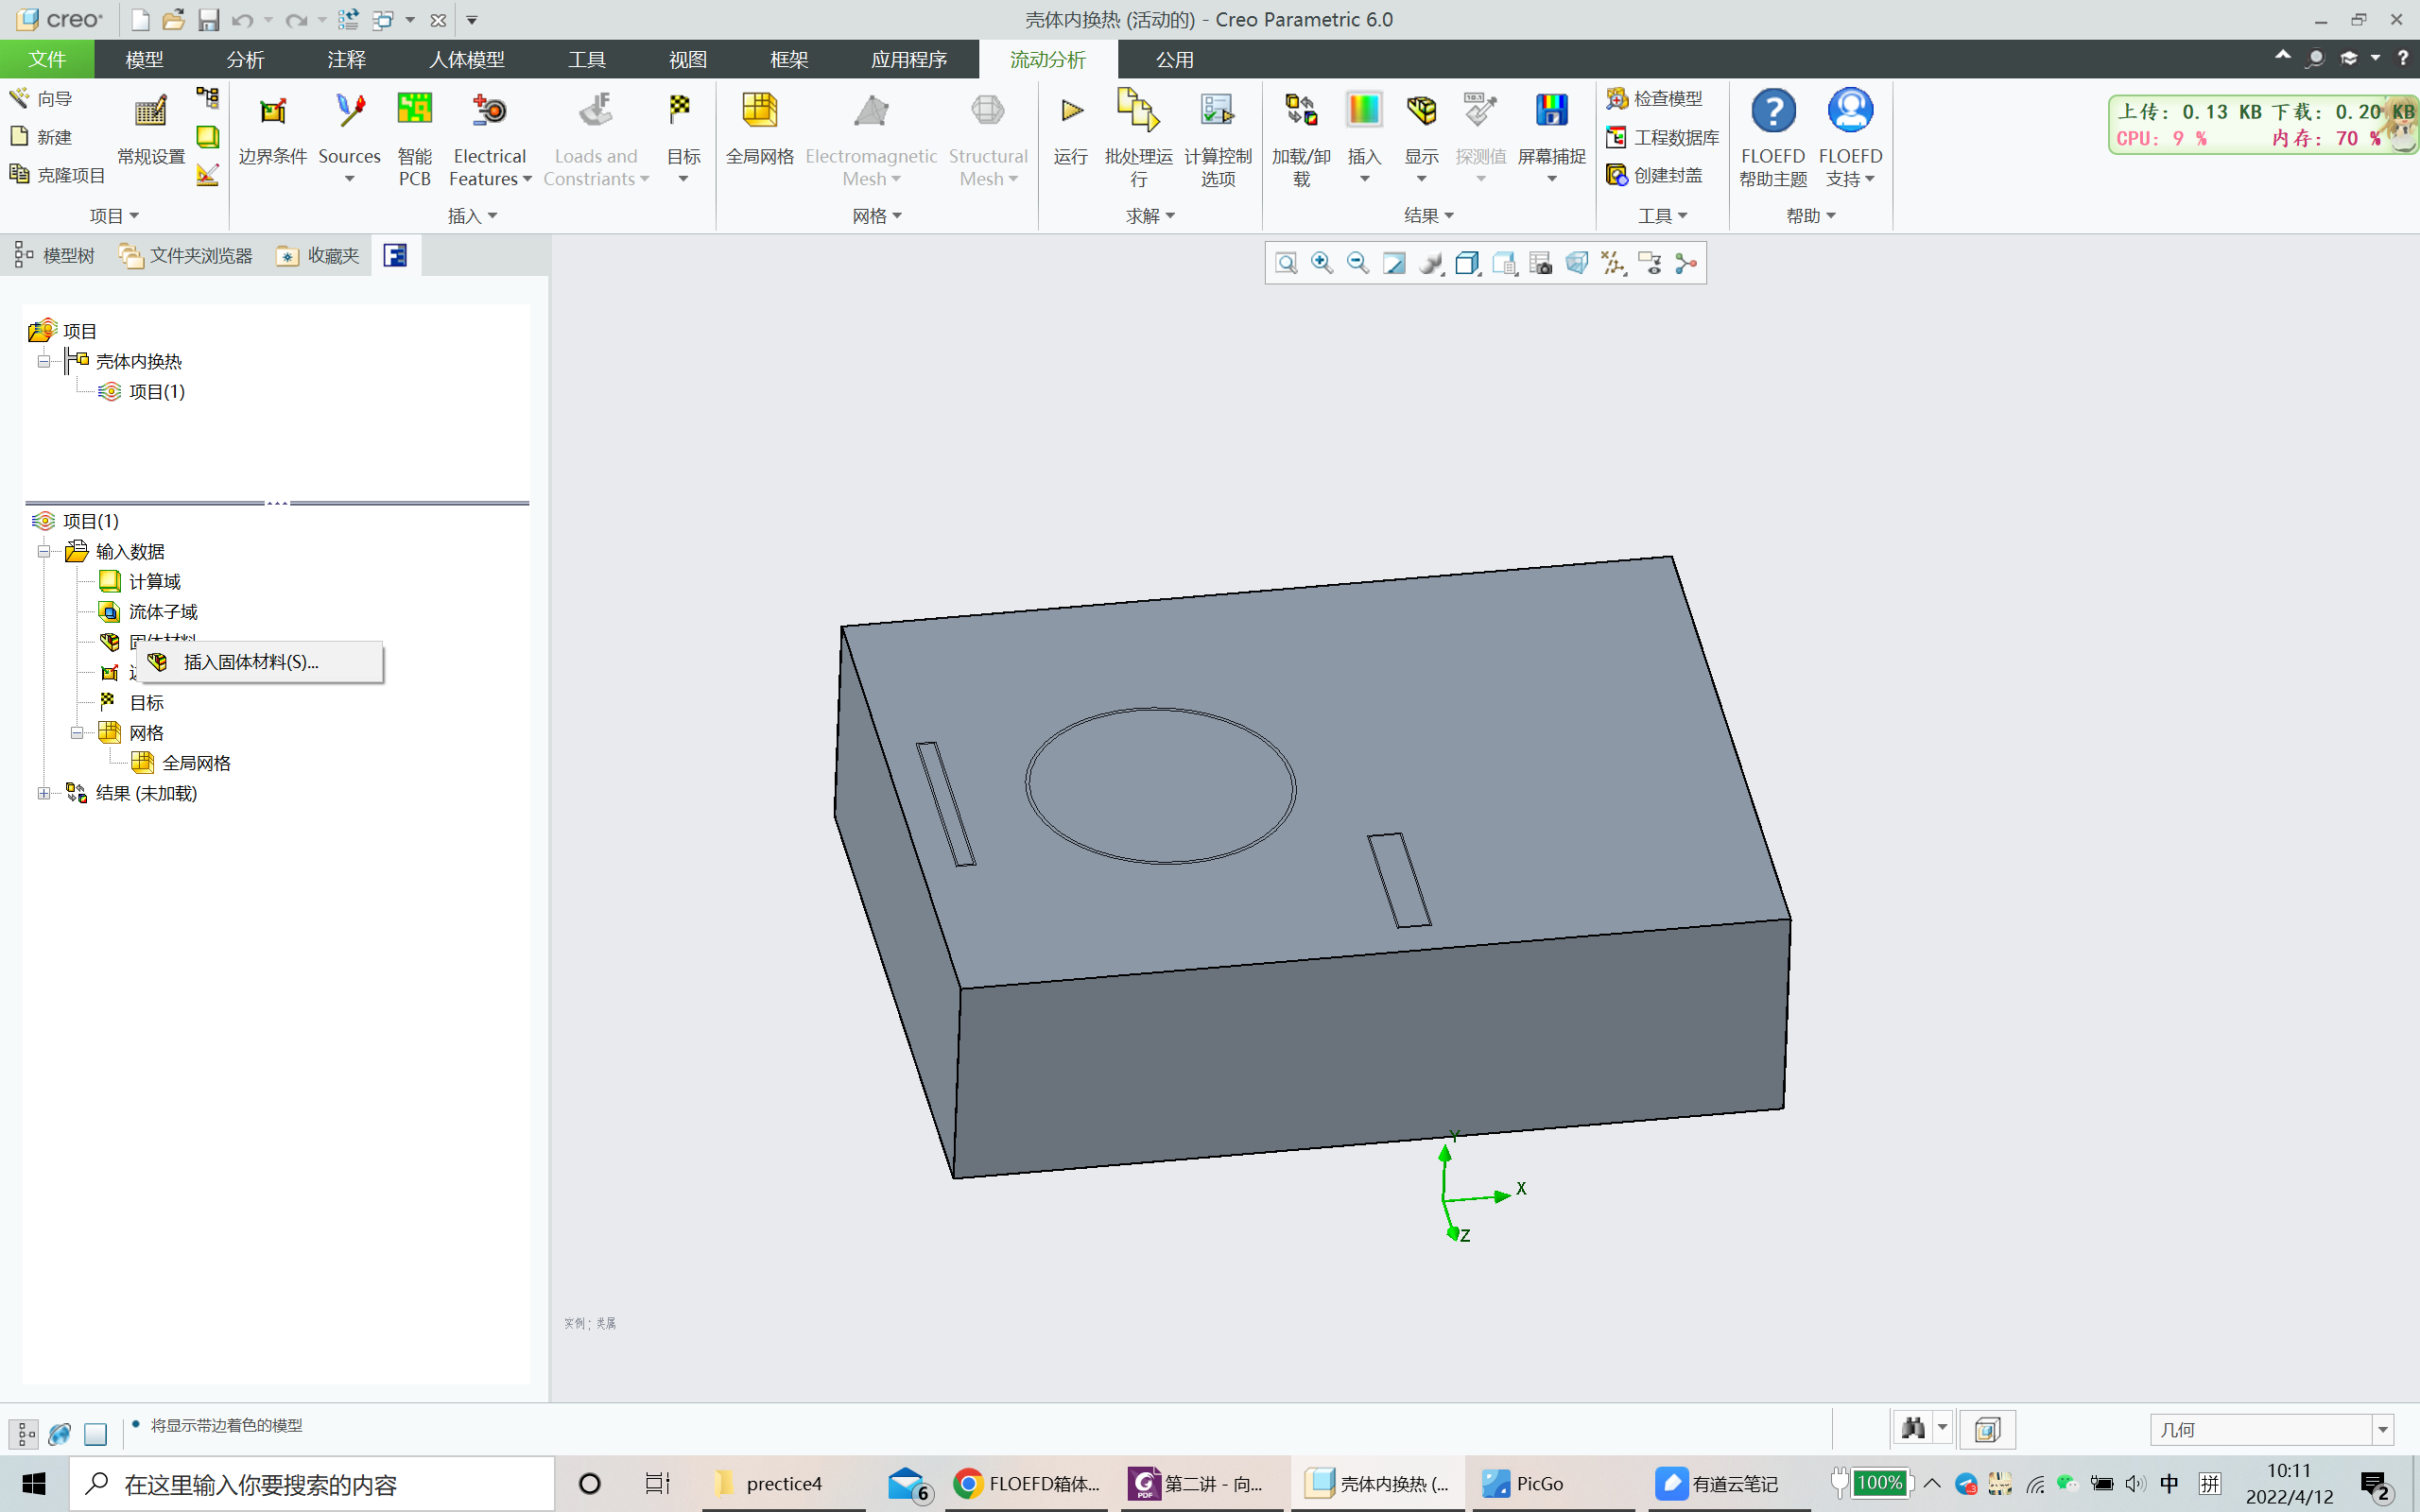 creo
壳体内换热 (活动的) - Creo Parametric 6.0
文件 模型 分析 注释 人体模型 工具 视图 框架 应用程序 流动分析 公用
向导
新建
克隆项目
常规设置
项目
边界条件
Sources
智能
PCB
Electrical
Features
Loads and
Constraints
目标
插入
全局网格
Electromagnetic
Mesh
Structural
Mesh
网格
运行
批处理运
行
计算控制
选项
求解
加载/卸
载
插入
显示
探测值
屏幕捕捉
结果
检查模型
工程数据库
创建封盖
工具
FLOEFD
帮助主题
FLOEFD
支持
帮助
上传: 0.13 KB 下载: 0.20 KB
CPU: 9 % 内存: 70 %
模型树 文件夹浏览器 收藏夹
项目
壳体内换热
项目(1)
项目(1)
输入数据
计算域
流体子域
固体材料
插入固体材料(S)...
目标
网格
全局网格
结果 (未加载)
Y
X
Z
实例: 类属
将显示带边着色的模型
几何
在这里输入你要搜索的内容
prectice4
6
FLOEFD箱体...
第二讲 - 向...
壳体内换热 (...
PicGo
有道云笔记
100%
中
拼
10:11
2022/4/12
2